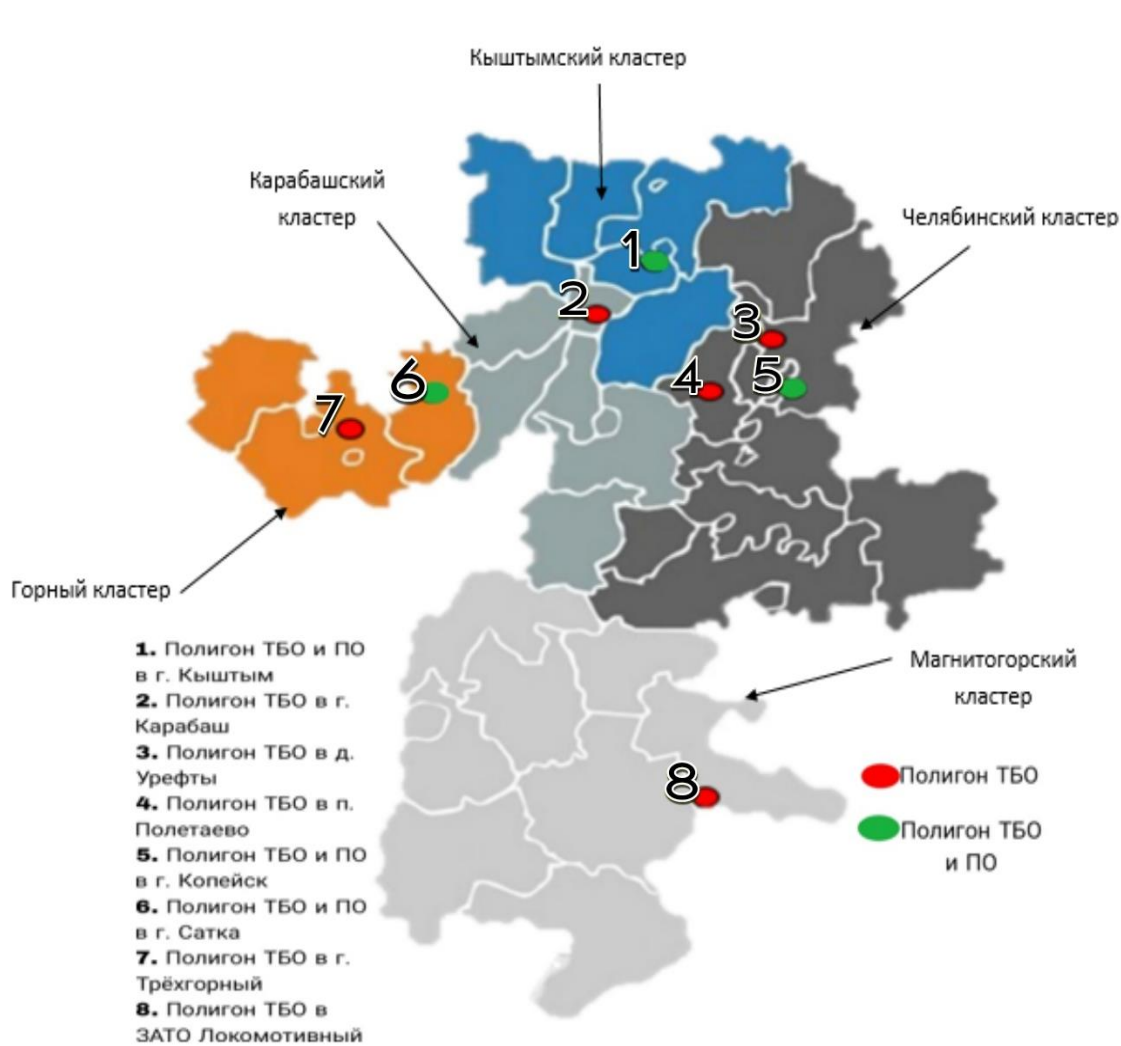 Кыштымский кластер
Карабашский
кластер
Челябинский кластер
1
2
3
4
5
6
7
8
Горный кластер
1. Полигон ТБО и ПО
в г. Кыштым
2. Полигон ТБО в г.
Карабаш
3. Полигон ТБО в д.
Урефты
4. Полигон ТБО в п.
Полетаево
5. Полигон ТБО и ПО
в г. Копейск
6. Полигон ТБО и ПО
в г. Сатка
7. Полигон ТБО в г.
Трёхгорный
8. Полигон ТБО в
ЗАТО Локомотивный
Магнитогорский
кластер
Полигон ТБО
Полигон ТБО
и ПО